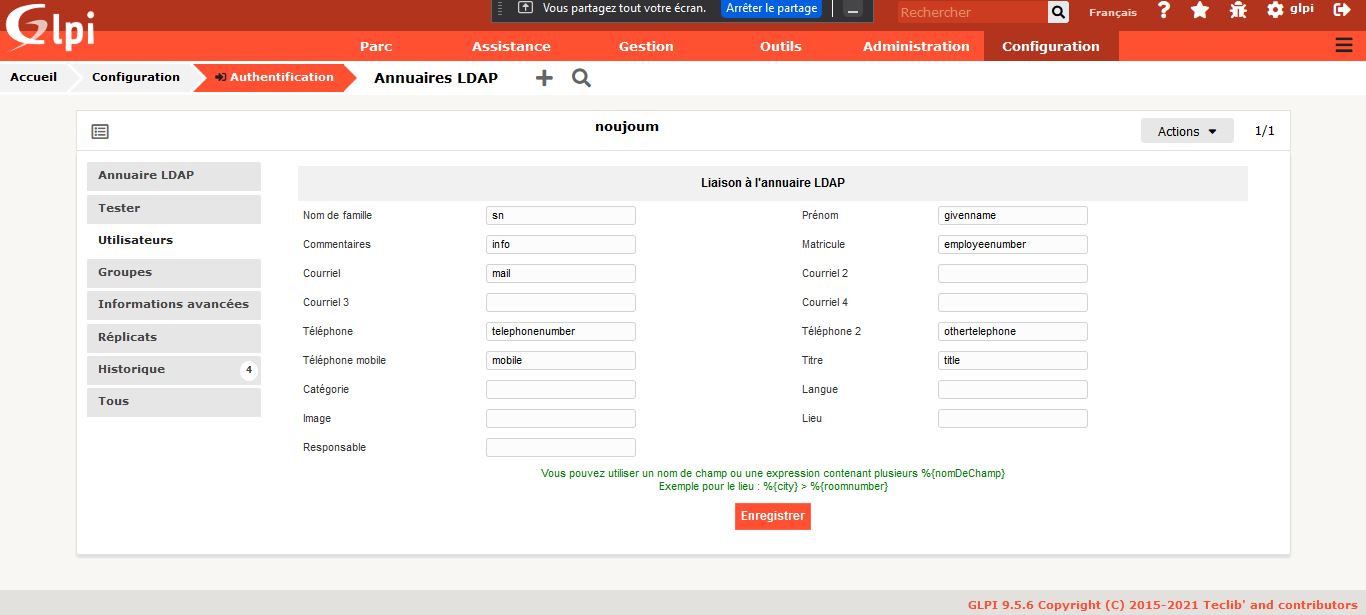 Glpi
Vous partagez tout votre écran. Arrêter le partage
Rechercher Français glpi
Parc Assistance Gestion Outils Administration Configuration
Accueil Configuration Authentification Annuaires LDAP
noujoum Actions 1/1
Annuaire LDAP
Tester
Utilisateurs
Groupes
Informations avancées
Réplicats
Historique 4
Tous
Liaison à l'annuaire LDAP
Nom de famille sn Prénom givenname
Commentaires info Matricule employeenumber
Courriel mail Courriel 2
Courriel 3 Courriel 4
Téléphone telephonenumber Téléphone 2 othertelephone
Téléphone mobile mobile Titre title
Catégorie Langue
Image Lieu
Responsable
Vous pouvez utiliser un nom de champ ou une expression contenant plusieurs %{nomDeChamp}
Exemple pour le lieu : %{city} > %{roomnumber}
Enregistrer
GLPI 9.5.6 Copyright (C) 2015-2021 Teclib' and contributors